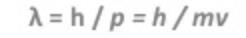 λ = h / p = h / mv